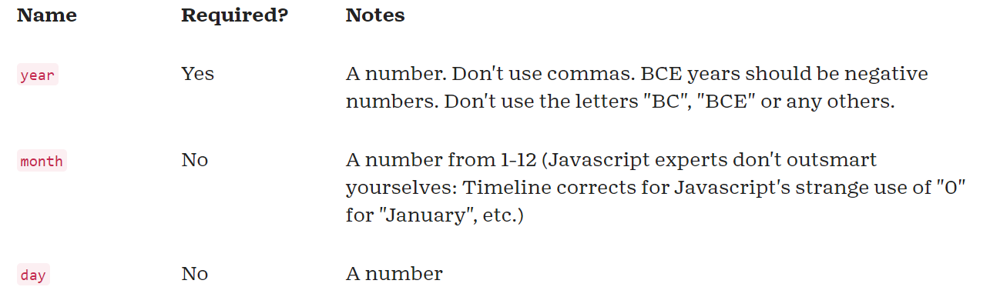 Name Required? Notes
year Yes A number. Don't use commas. BCE years should be negative
numbers. Don't use the letters "BC", "BCE" or any others.
month No A number from 1-12 (Javascript experts don't outsmart
yourselves: Timeline corrects for Javascript's strange use of "0"
for "January", etc.)
day No A number